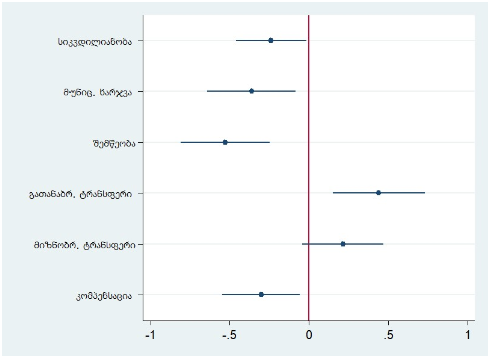 სიკვდილიანობა
მუნიც. ხარჯვა
შემწეობა
გათანაბრ. ტრანსფერი
მიზნობრ. ტრანსფერი
კომპენსაცია
-1 -.5 0 .5 1